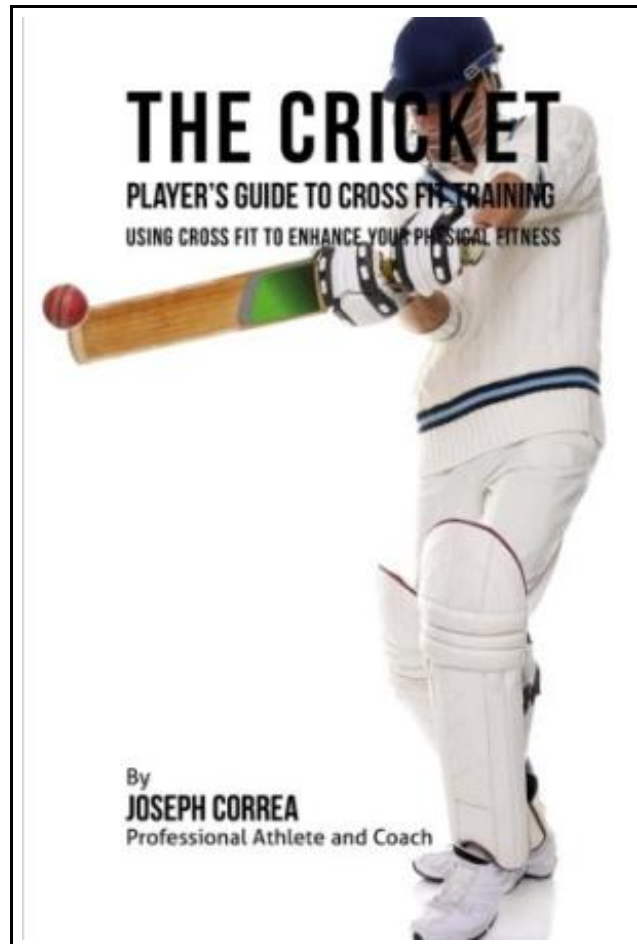 THE CRICKET
PLAYER'S GUIDE TO CROSS FIT TRAINING
USING CROSS FIT TO ENHANCE YOUR PHYSICAL FITNESS
By
JOSEPH CORREA
Professional Athlete and Coach